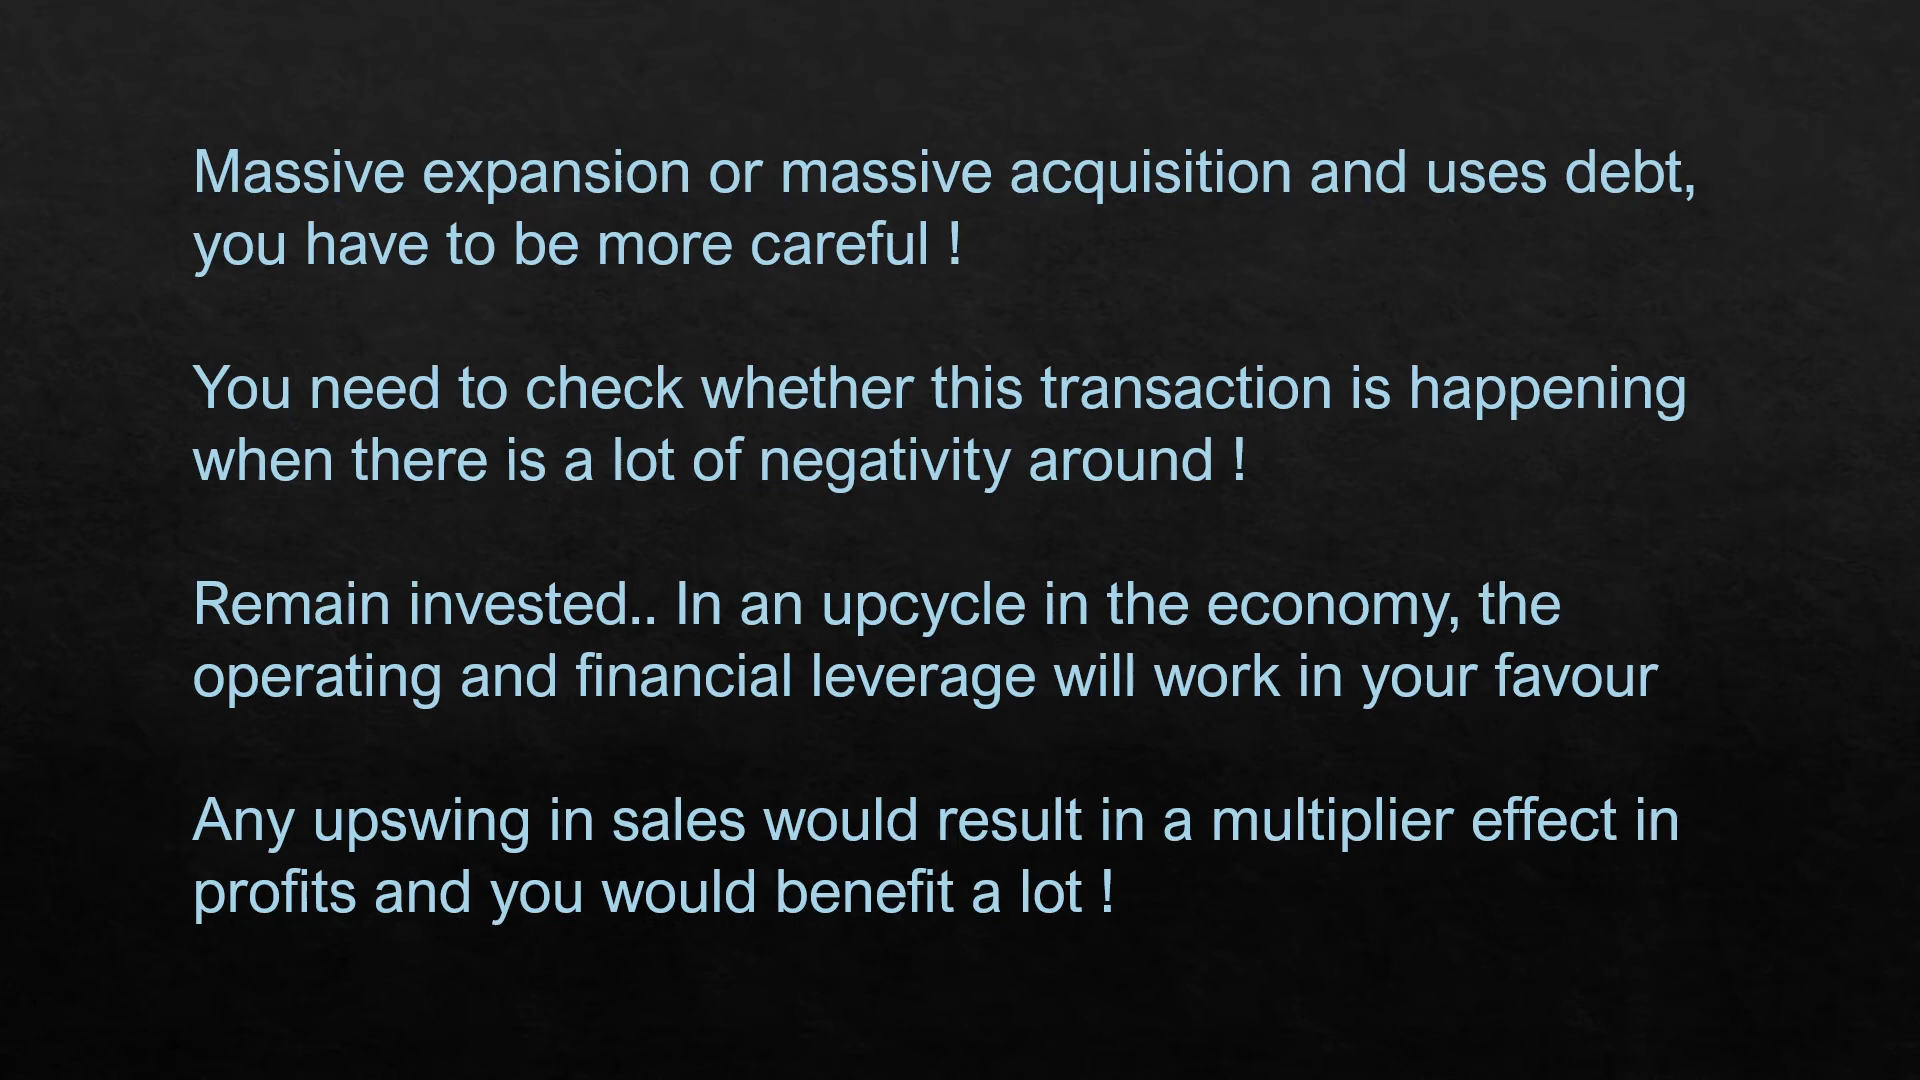 Massive expansion or massive acquisition and uses debt,
you have to be more careful !
You need to check whether this transaction is happening
when there is a lot of negativity around !
Remain invested.. In an upcycle in the economy, the
operating and financial leverage will work in your favour
Any upswing in sales would result in a multiplier effect in
profits and you would benefit a lot !